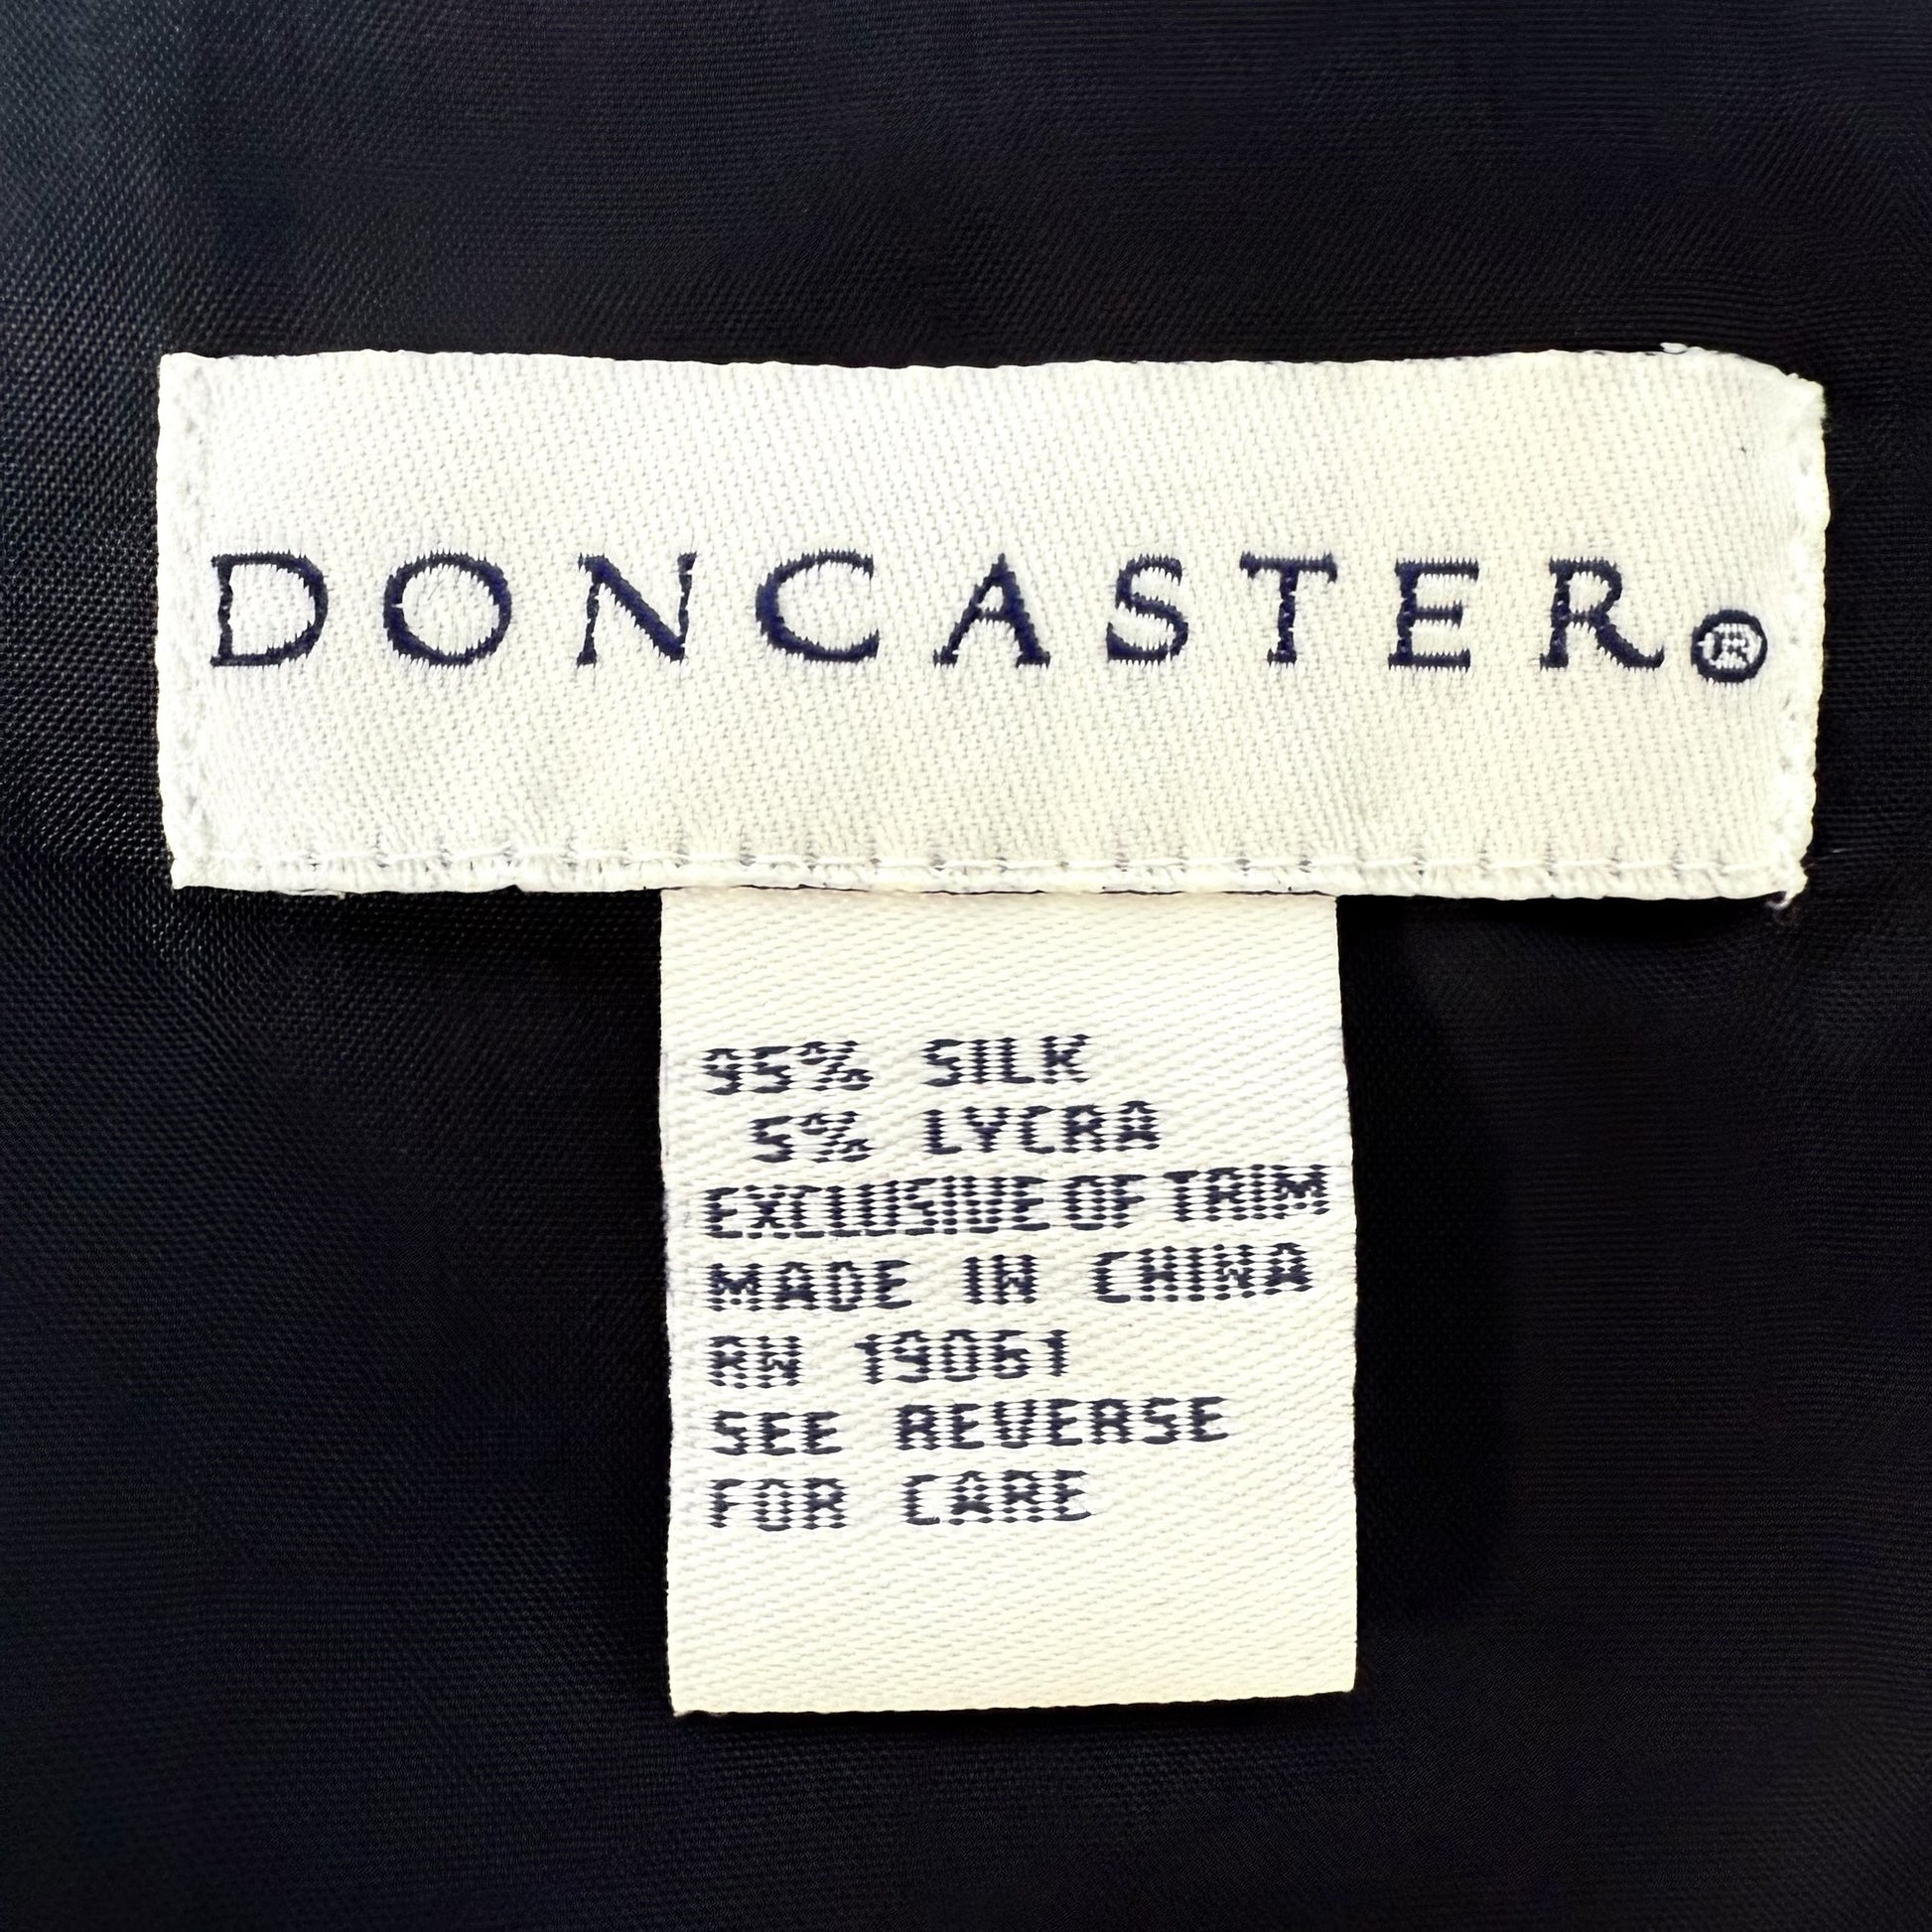 DONCASTER®
95% SILK
5% LYCRA
EXCLUSIVE OF TRIM
MADE IN CHINA
RN 19061
SEE REVERSE
FOR CARE